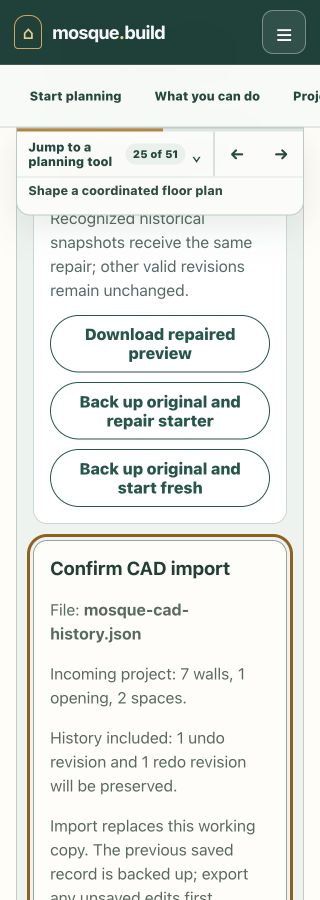 mosque.build
Start planning
What you can do
Proj
Jump to a
planning tool
25 of 51
Shape a coordinated floor plan
Recognized historical
snapshots receive the same
repair; other valid revisions
remain unchanged.
Download repaired
preview
Back up original and
repair starter
Back up original and
start fresh
Confirm CAD import
File: mosque-cad-
history.json
Incoming project: 7 walls, 1
opening, 2 spaces.
History included: 1 undo
revision and 1 redo revision
will be preserved.
Import replaces this working
copy. The previous saved
record is backed up; export
any unsaved edits first